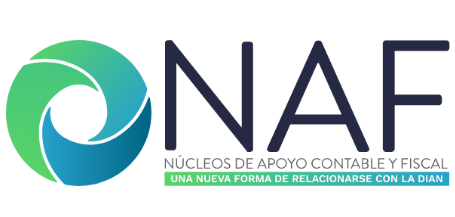 NAF
NÚCLEOS DE APOYO CONTABLE Y FISCAL
UNA NUEVA FORMA DE RELACIONARSE CON LA DIAN